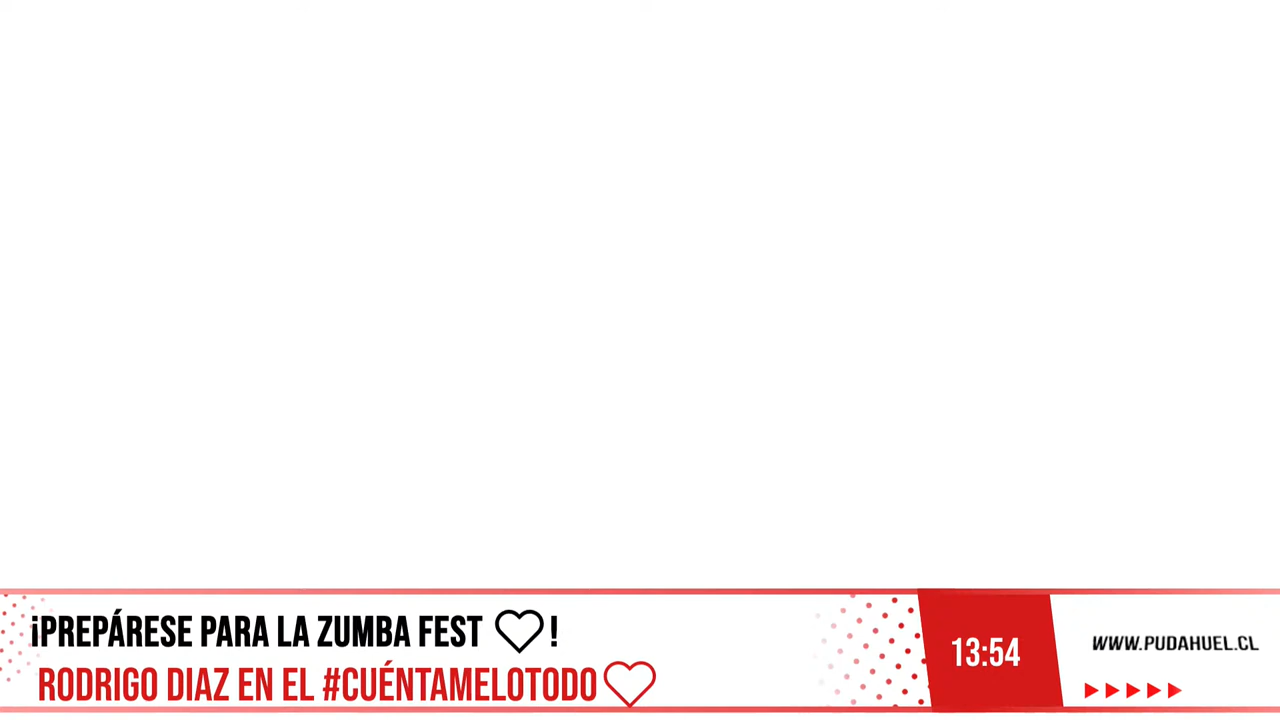 ¡PREPÁRESE PARA LA ZUMBA FEST ♡!
RODRIGO DIAZ EN EL #CUÉNTAMELOTODO♡
13:54
WWW.PUDAHUEL.CL